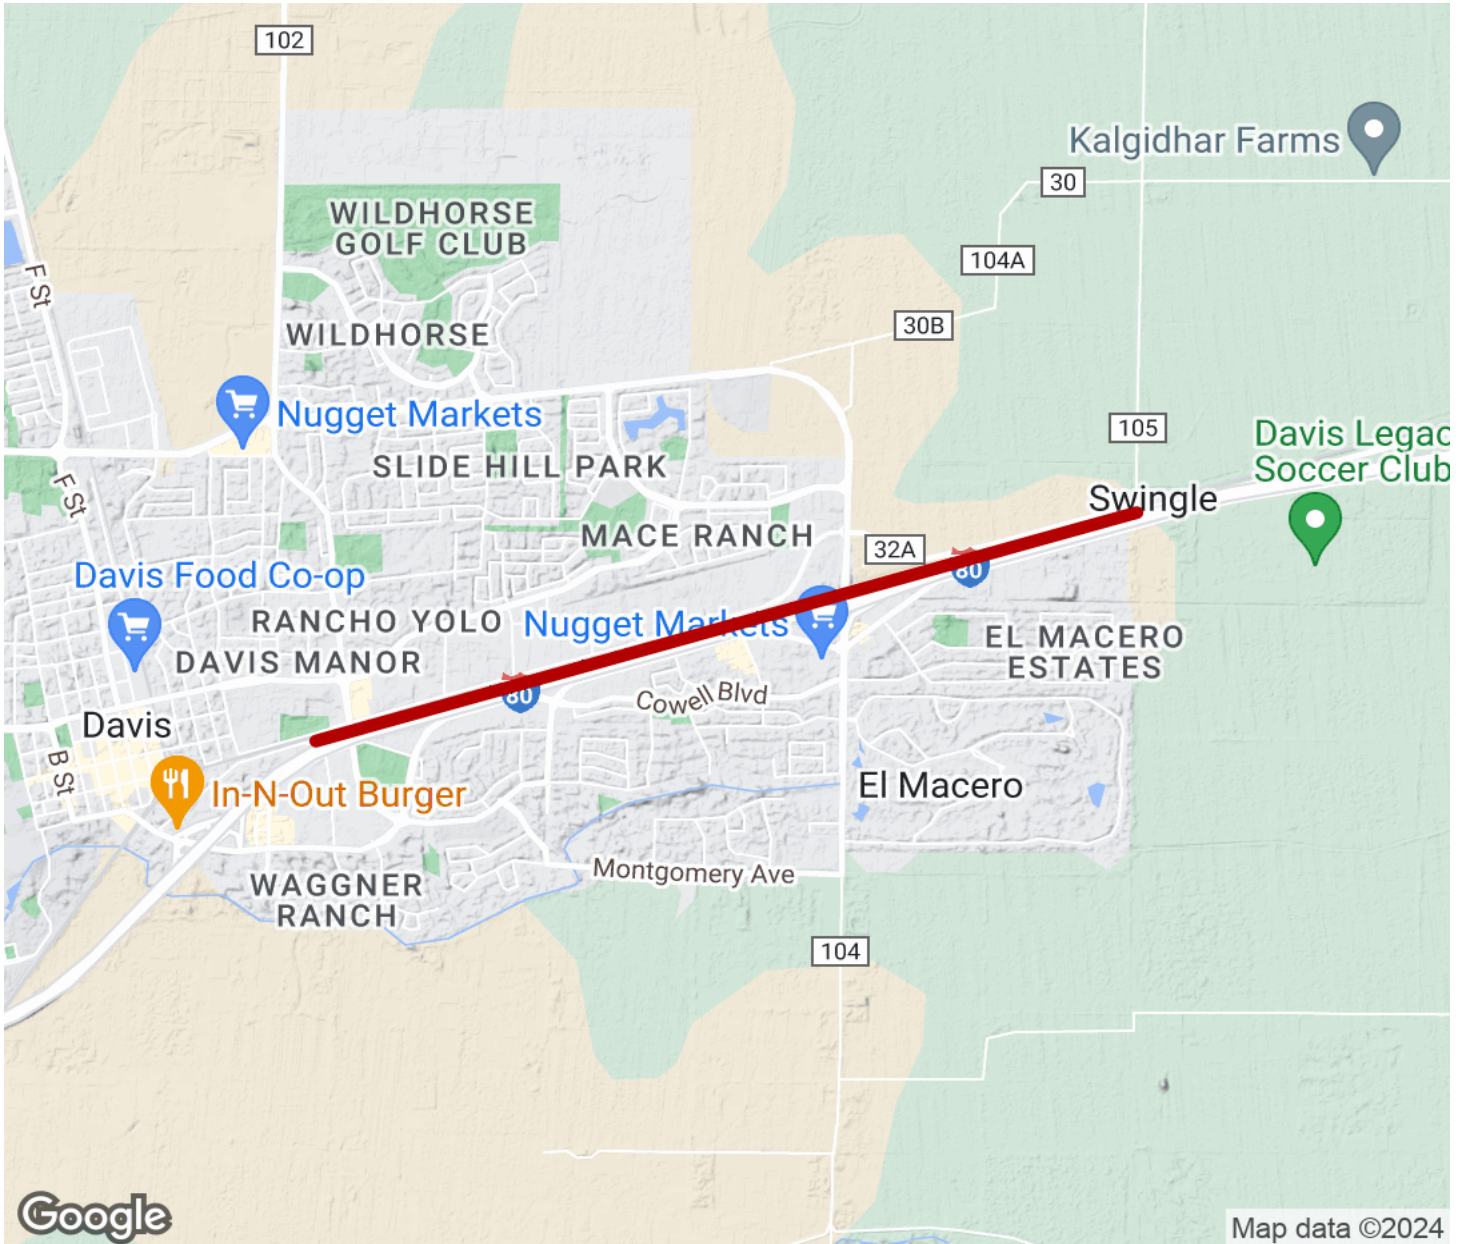 102
Kalgidhar Farms
30
WILDHORSE
GOLF CLUB
104A
F St
30B
WILDHORSE
Nugget Markets
105
Davis Legac
Soccer Club
SLIDE HILL PARK
F St
Swingle
MACE RANCH
32A
80
Davis Food Co-op
RANCHO YOLO
Nugget Markets
EL MACERO
ESTATES
DAVIS MANOR
80
Cowell Blvd
Davis
B St
In-N-Out Burger
El Macero
Montgomery Ave
WAGGNER
RANCH
104
Google
Map data ©2024